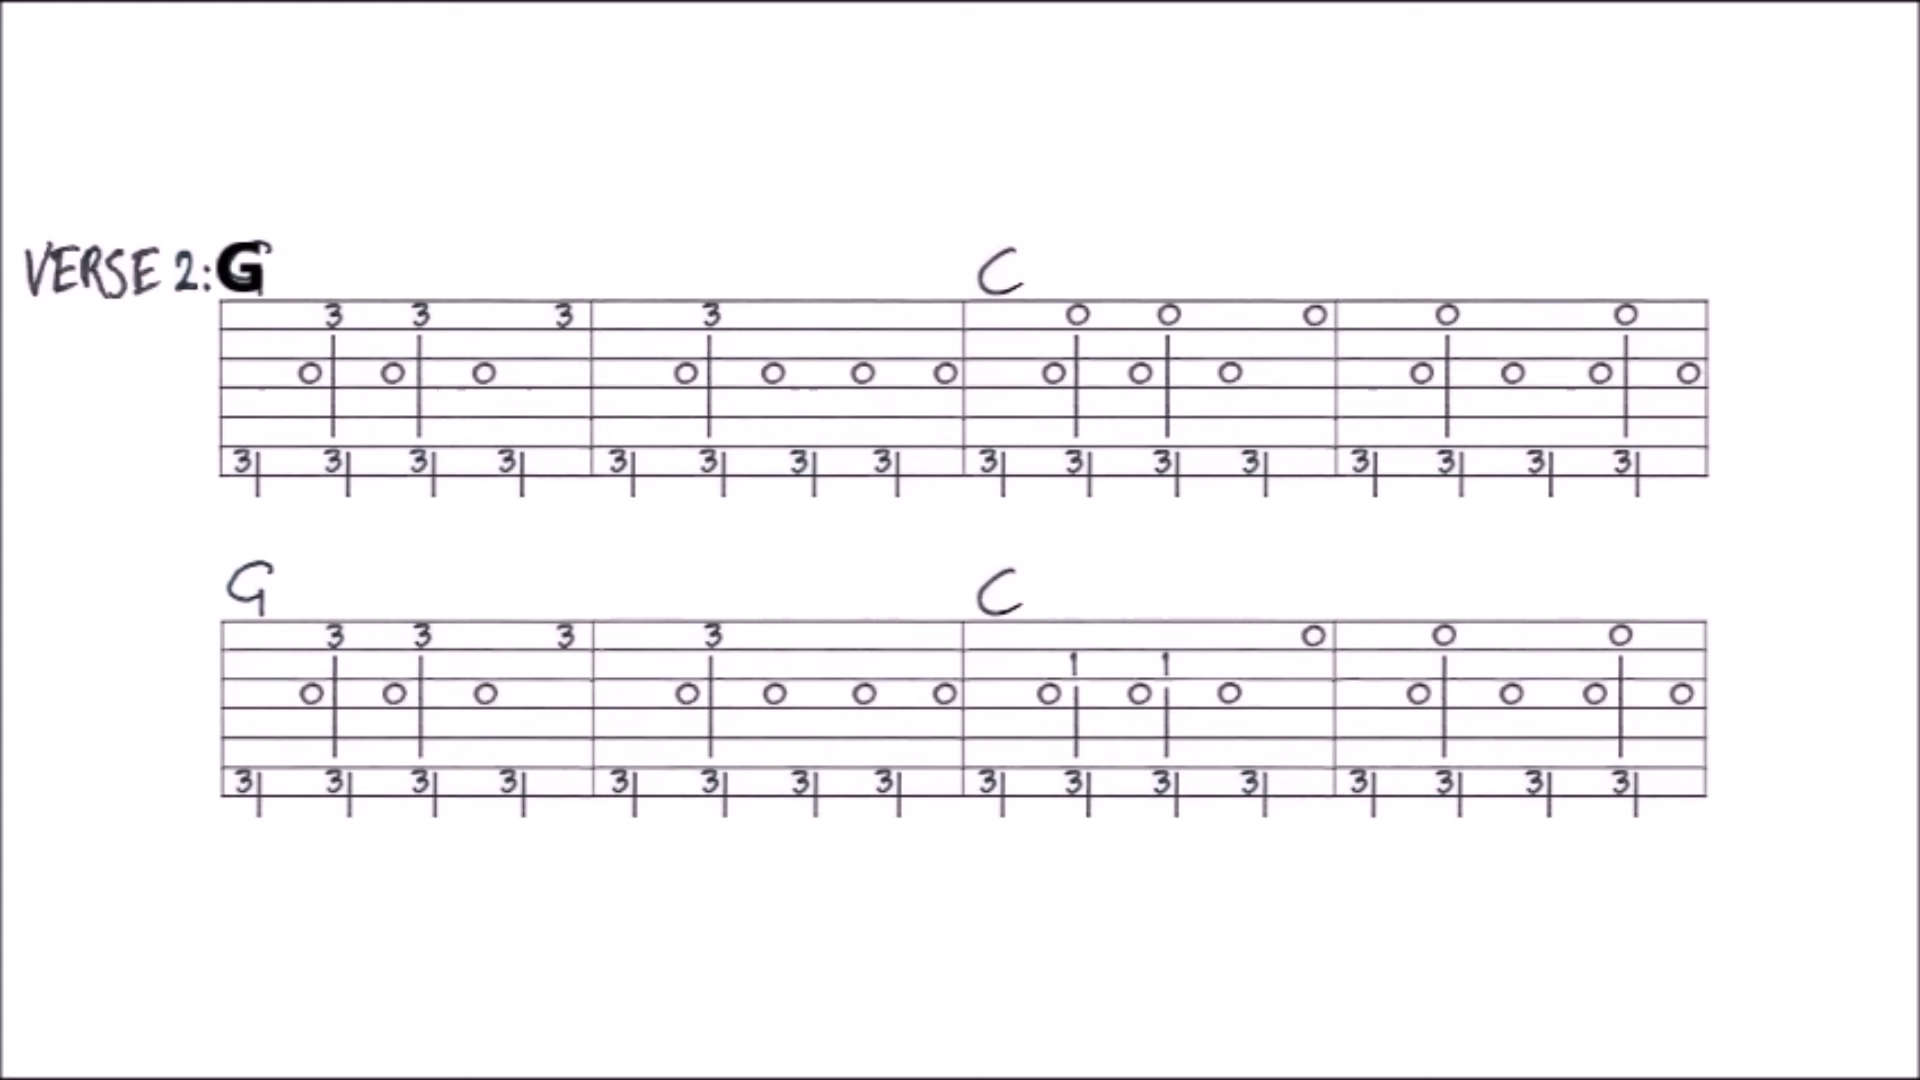 VERSE 2: G C
3 3 3 3 0 0 0 0 0
0 0 0 0 0 0 0 0 0 0 0 0 0 0
3 3 3 3 3 3 3 3 3 3 3 3 3 3 3 3
G C
3 3 3 3 0 0 0
1 1
0 0 0 0 0 0 0 0 0 0 0 0 0 0
3 3 3 3 3 3 3 3 3 3 3 3 3 3 3 3